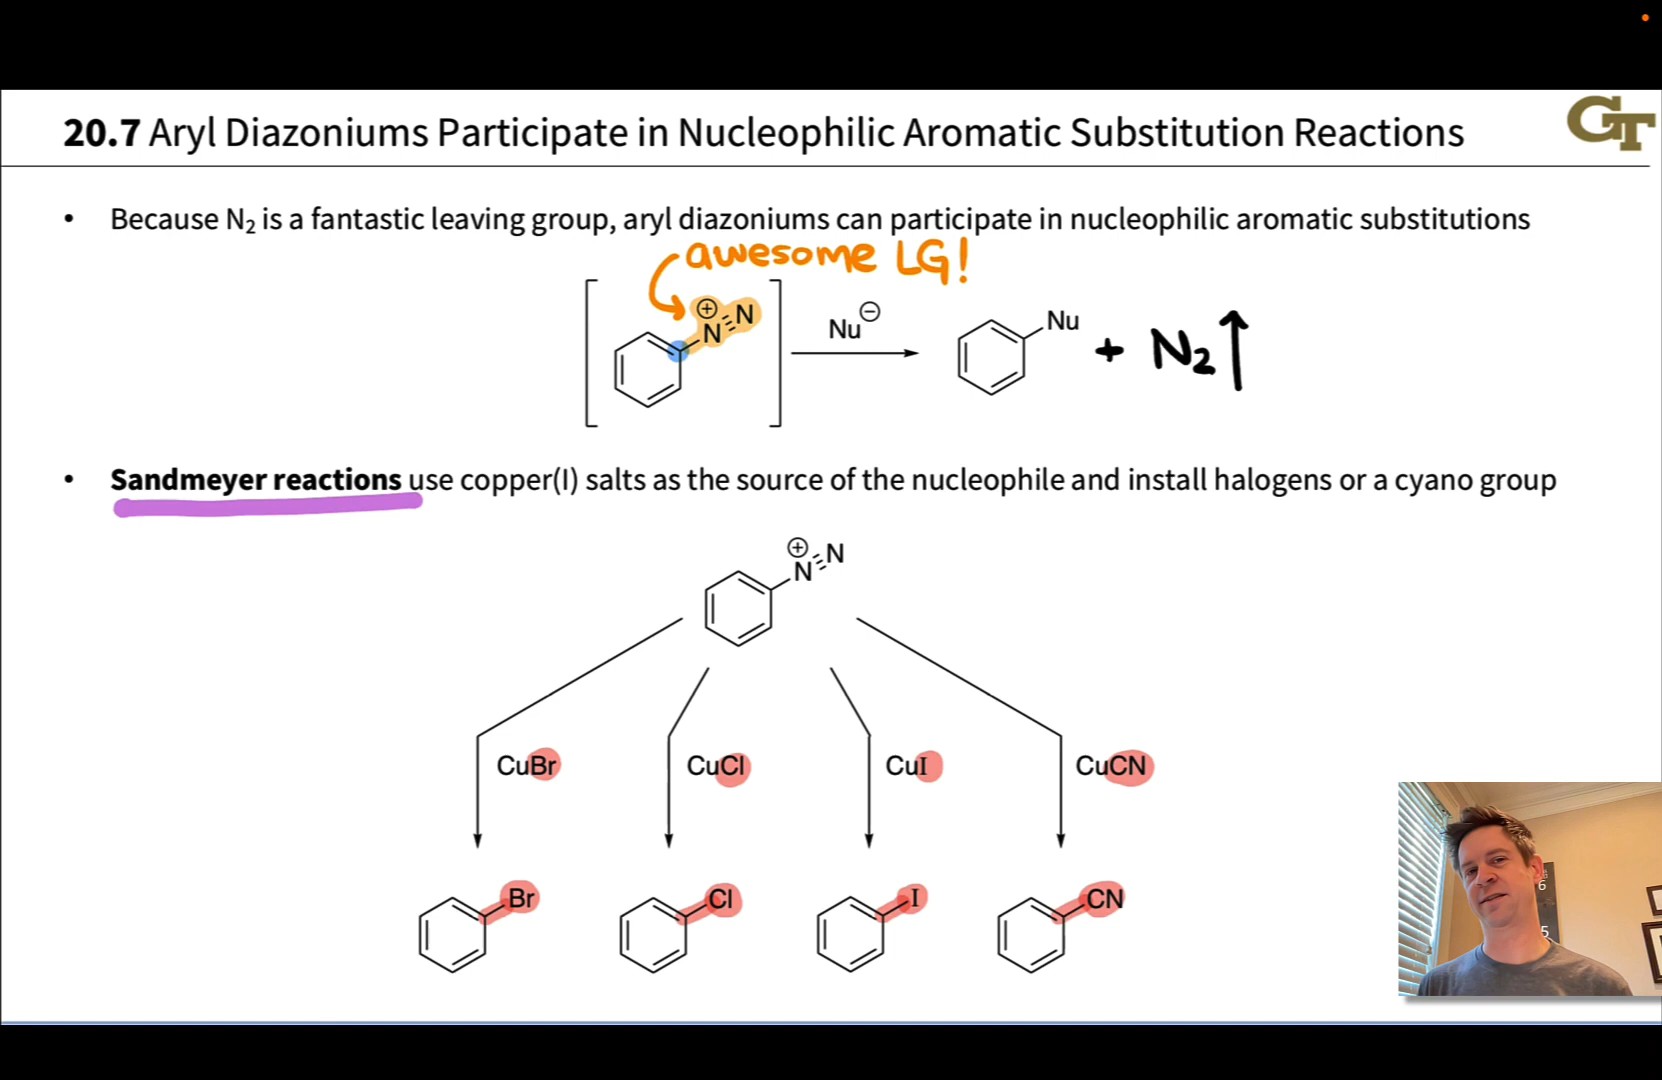 20.7 Aryl Diazoniums Participate in Nucleophilic Aromatic Substitution Reactions
GT
• Because N₂ is a fantastic leaving group, aryl diazoniums can participate in nucleophilic aromatic substitutions
awesome LG!
⊕
N≡N
Nu⊖
Nu
+ N₂↑
• Sandmeyer reactions use copper(I) salts as the source of the nucleophile and install halogens or a cyano group
⊕
N≡N
CuBr CuCl CuI CuCN
Br Cl I CN
6
5